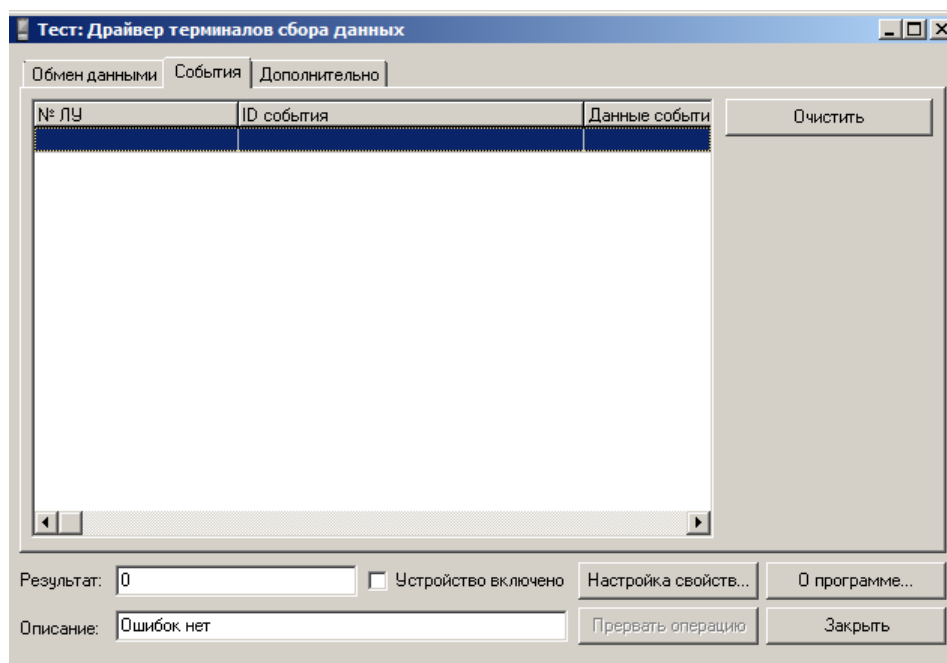 Тест: Драйвер терминалов сбора данных
Обмен данными События Дополнительно
№ ЛУ ID события Данные событи Очистить
Результат: 0 Устройство включено Настройка свойств... О программе...
Описание: Ошибок нет Прервать операцию Закрыть